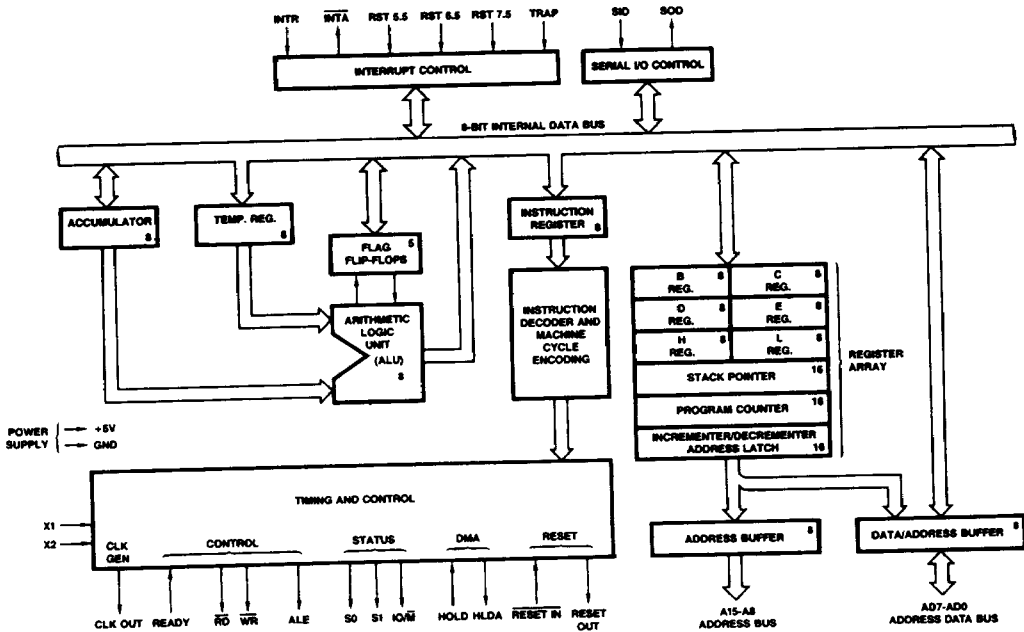 INTR INTA RST 5.5 RST 6.5 RST 7.5 TRAP SID SOD
INTERRUPT CONTROL
SERIAL I/O CONTROL
8-BIT INTERNAL DATA BUS
ACCUMULATOR
8
TEMP. REG.
8
FLAG
FLIP-FLOPS
5
INSTRUCTION
REGISTER
8
ARITHMETIC
LOGIC
UNIT
(ALU)
8
INSTRUCTION
DECODER AND
MACHINE
CYCLE
ENCODING
B
REG.
8
C
REG.
8
D
REG.
8
E
REG.
8
H
REG.
8
L
REG.
8
STACK POINTER
16
PROGRAM COUNTER
16
INCREMENTER/DECREMENTER
ADDRESS LATCH
16
REGISTER
ARRAY
POWER
SUPPLY
+5V
GND
TIMING AND CONTROL
X1
X2
CLK
GEN
CONTROL
STATUS
DMA
RESET
CLK OUT READY RD WR ALE S0 S1 IO/M HOLD HLDA RESET IN RESET
OUT
ADDRESS BUFFER
8
DATA/ADDRESS BUFFER
8
A15-A8
ADDRESS BUS
AD7-AD0
ADDRESS DATA BUS